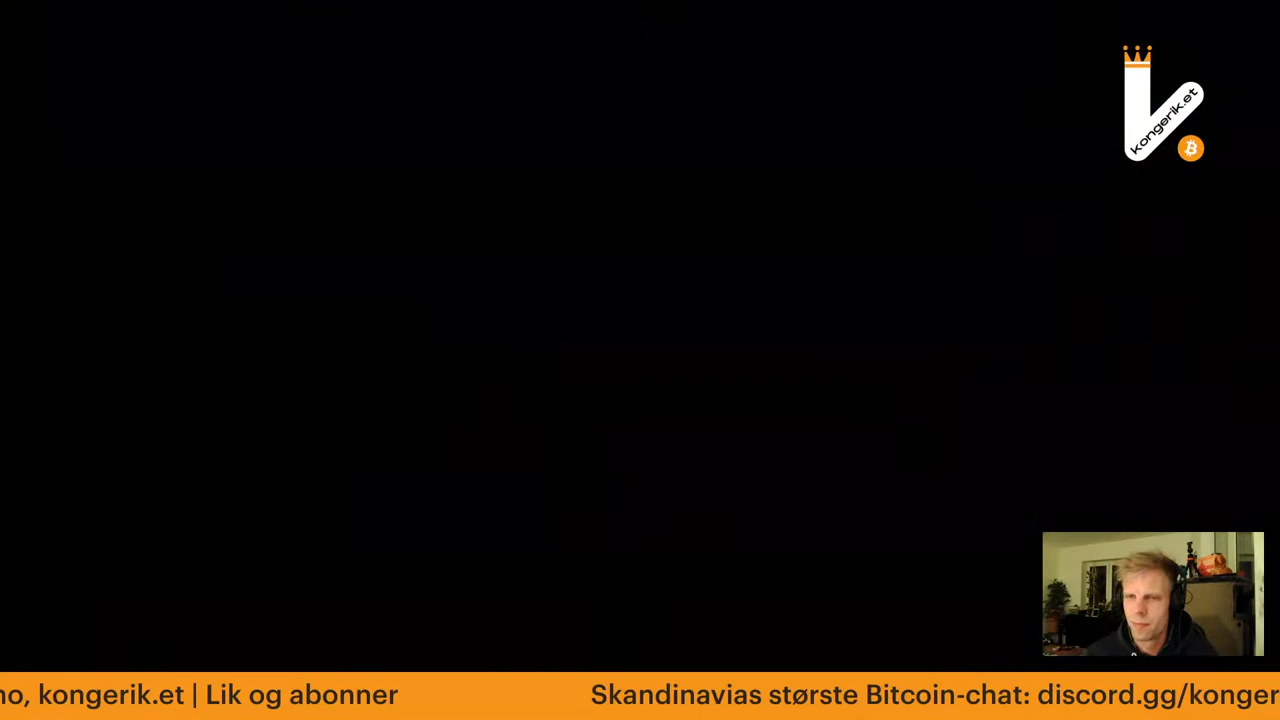 kongerik.et
no, kongerik.et | Lik og abonner
Skandinavias største Bitcoin-chat: discord.gg/konger